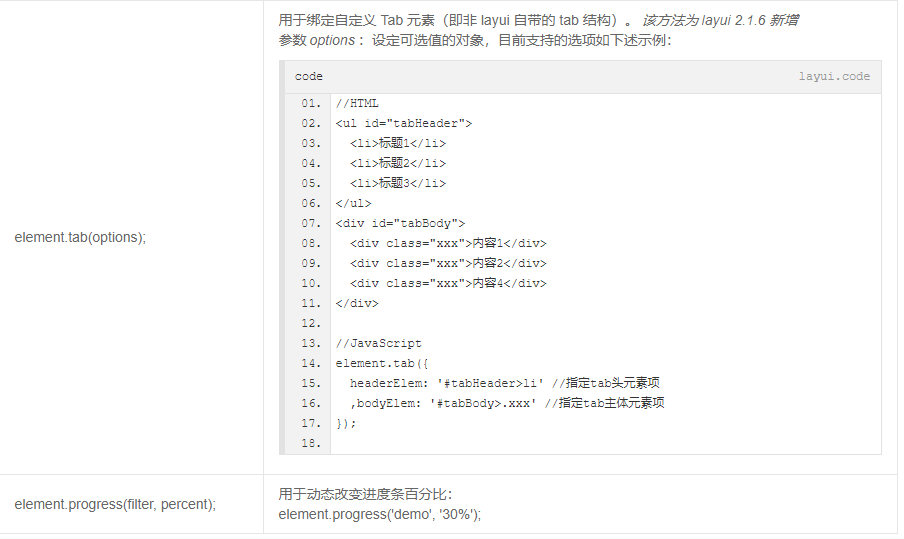 用于绑定自定义 Tab 元素（即非 layui 自带的 tab 结构）。 该方法为 layui 2.1.6 新增
参数 options ：设定可选值的对象，目前支持的选项如下述示例：
code layui.code
01. //HTML
02. <ul id="tabHeader">
03.   <li>标题1</li>
04.   <li>标题2</li>
05.   <li>标题3</li>
06. </ul>
07. <div id="tabBody">
element.tab(options);
08.   <div class="xxx">内容1</div>
09.   <div class="xxx">内容2</div>
10.   <div class="xxx">内容4</div>
11. </div>
12.
13. //JavaScript
14. element.tab({
15.   headerElem: '#tabHeader>li' //指定tab头元素项
16.   ,bodyElem: '#tabBody>.xxx' //指定tab主体元素项
17. });
18.
element.progress(filter, percent);
用于动态改变进度条百分比：
element.progress('demo', '30%');